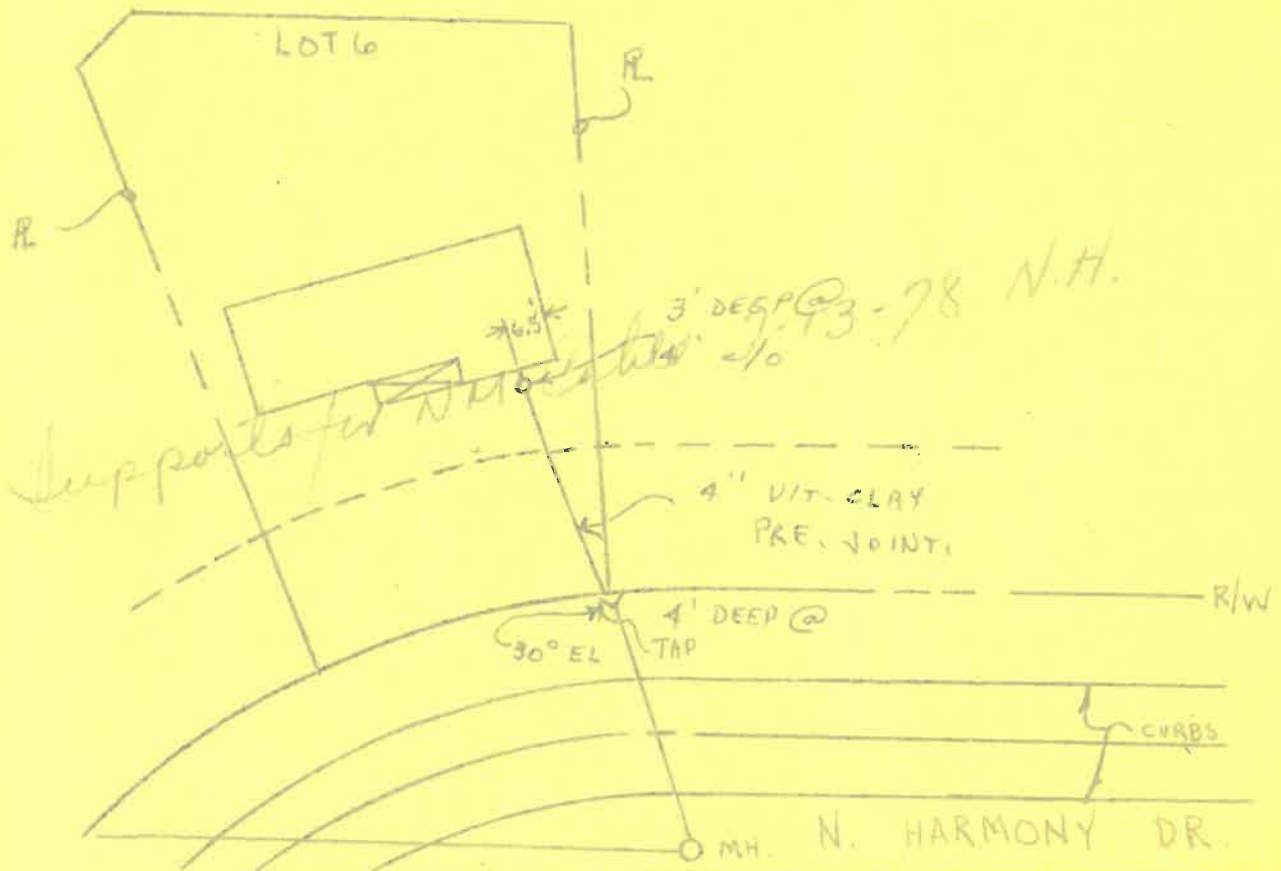 LOT 6
PL
PL
6.5'
3' DEEP @
4" c/o
-78 N.H.
Supports for
4" VIT. CLAY
PRE. JOINT.
R/W
4' DEEP @
TAP
30° EL
CURBS
MH.
N. HARMONY DR.